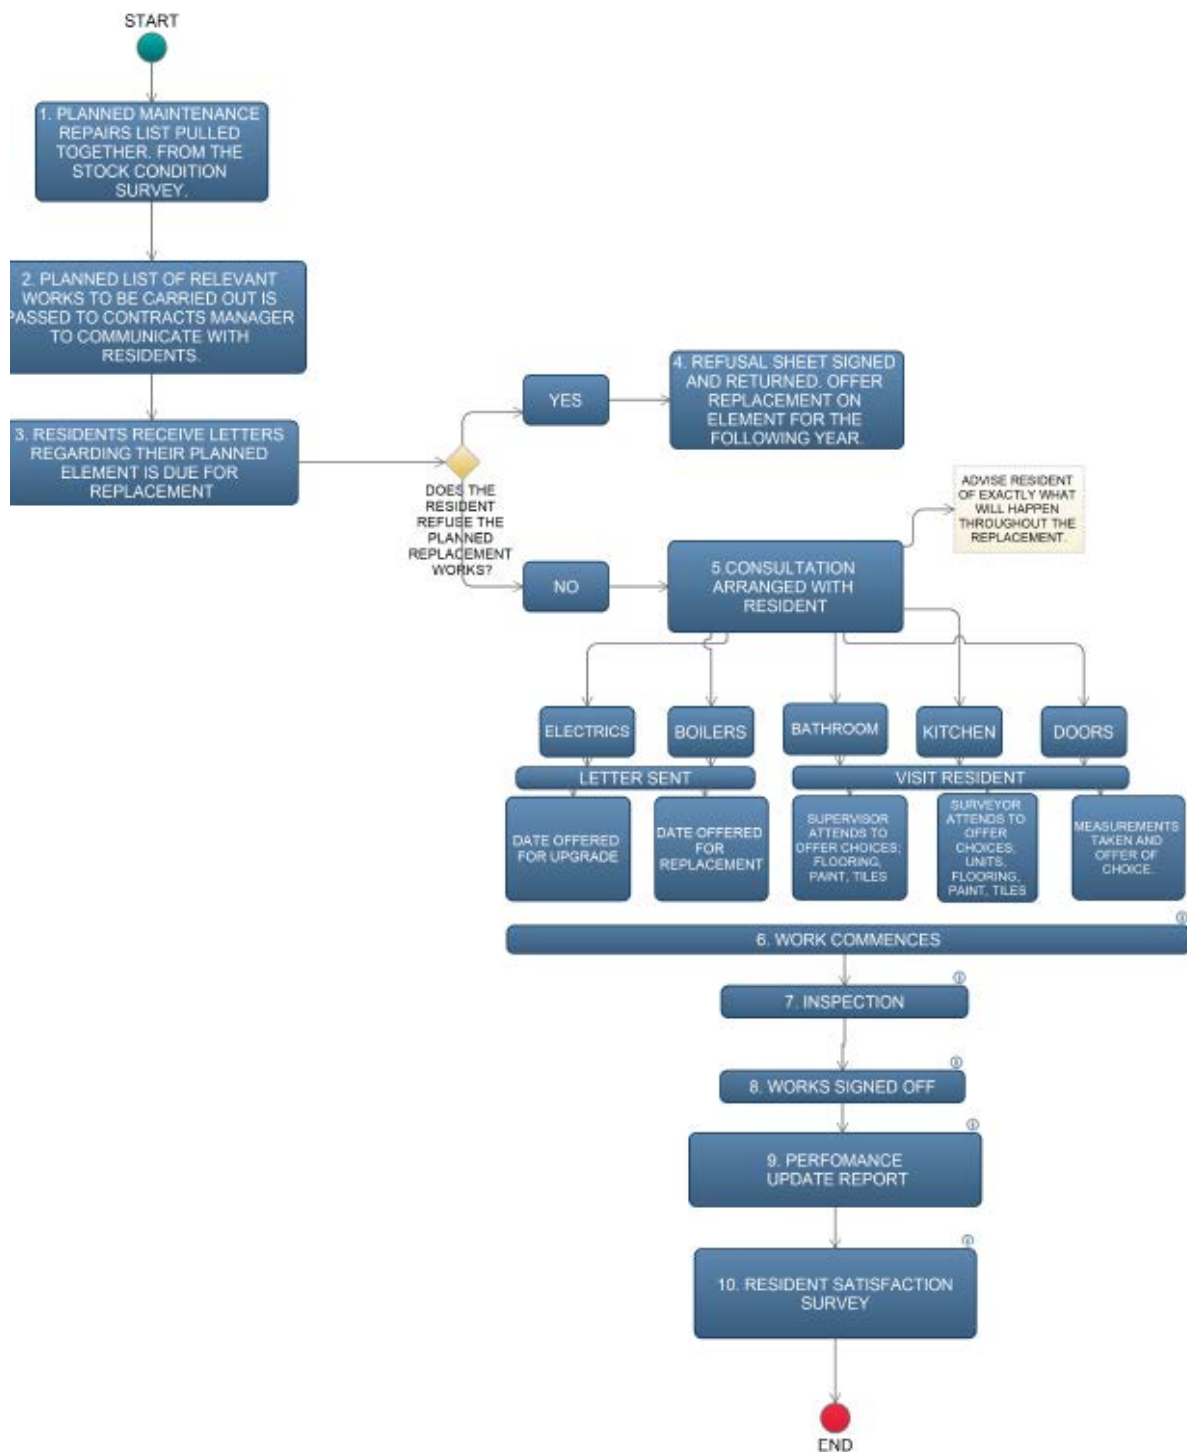 START
1. PLANNED MAINTENANCE
REPAIRS LIST PULLED
TOGETHER. FROM THE
STOCK CONDITION
SURVEY.
2. PLANNED LIST OF RELEVANT
WORKS TO BE CARRIED OUT IS
PASSED TO CONTRACTS MANAGER
TO COMMUNICATE WITH
RESIDENTS.
3. RESIDENTS RECEIVE LETTERS
REGARDING THEIR PLANNED
ELEMENT IS DUE FOR
REPLACEMENT
DOES THE
RESIDENT
REFUSE THE
PLANNED
REPLACEMENT
WORKS?
YES
4. REFUSAL SHEET SIGNED
AND RETURNED. OFFER
REPLACEMENT ON
ELEMENT FOR THE
FOLLOWING YEAR.
NO
5.CONSULTATION
ARRANGED WITH
RESIDENT
ADVISE RESIDENT
OF EXACTLY WHAT
WILL HAPPEN
THROUGHOUT THE
REPLACEMENT.
ELECTRICS
BOILERS
BATHROOM
KITCHEN
DOORS
LETTER SENT
VISIT RESIDENT
DATE OFFERED
FOR UPGRADE
DATE OFFERED
FOR
REPLACEMENT
SUPERVISOR
ATTENDS TO
OFFER CHOICES;
FLOORING,
PAINT, TILES
SURVEYOR
ATTENDS TO
OFFER
CHOICES;
UNITS,
FLOORING,
PAINT, TILES
MEASUREMENTS
TAKEN AND
OFFER OF
CHOICE.
6. WORK COMMENCES
7. INSPECTION
8. WORKS SIGNED OFF
9. PERFOMANCE
UPDATE REPORT
10. RESIDENT SATISFACTION
SURVEY
END